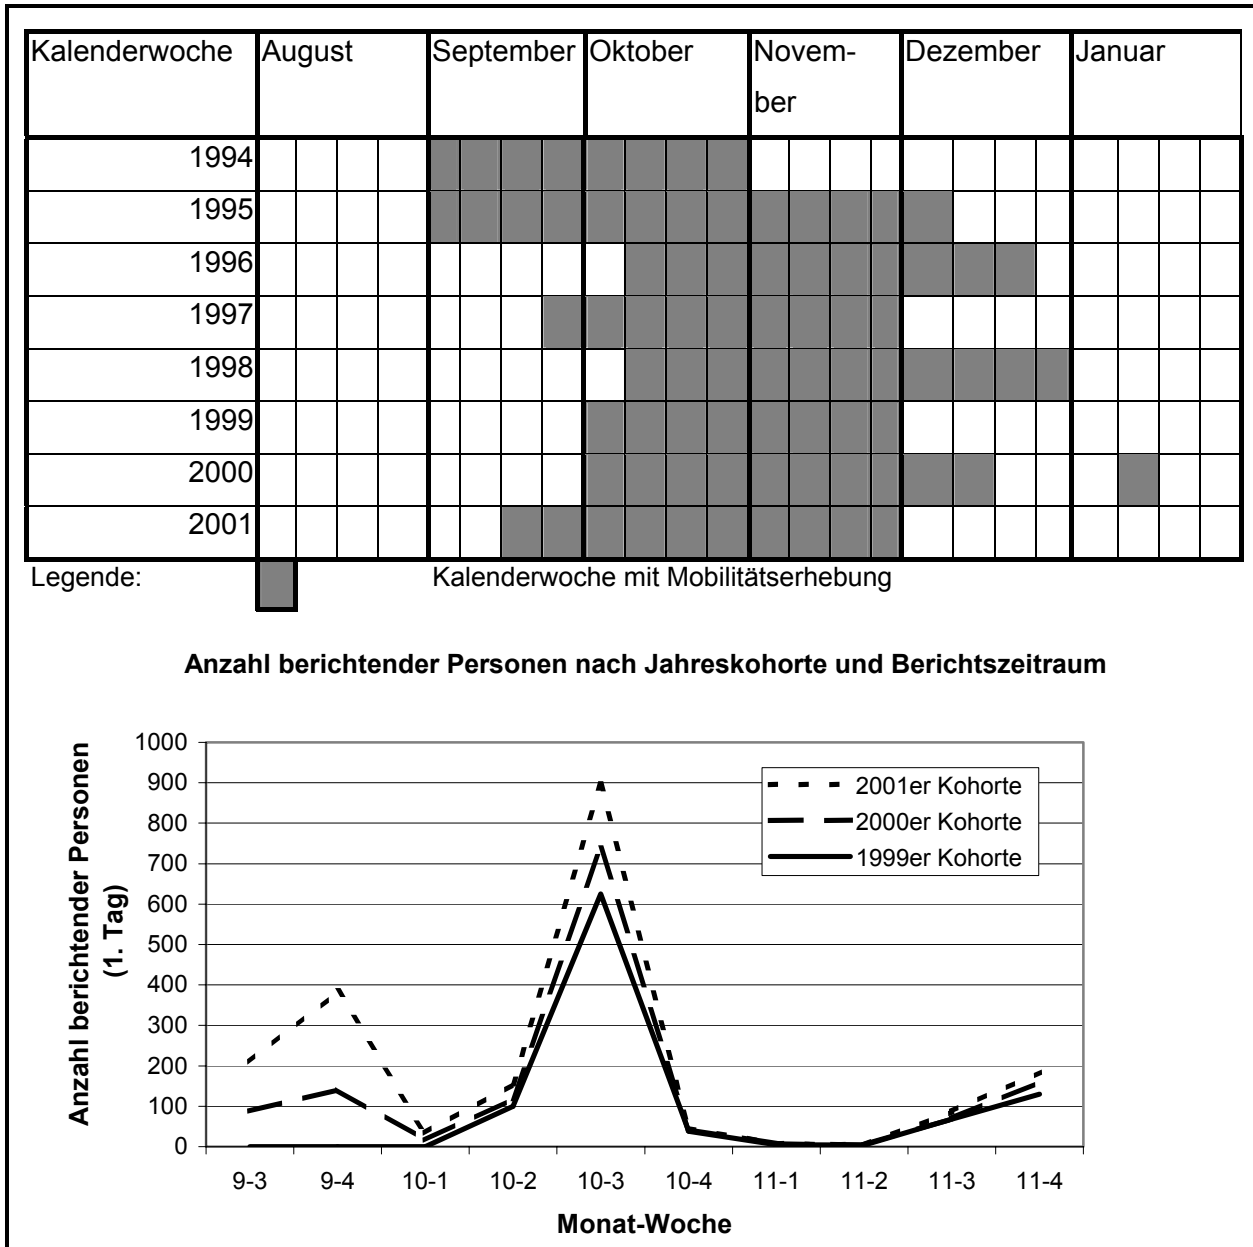 Kalenderwoche August September Oktober Novem- Dezember Januar
ber
1994
1995
1996
1997
1998
1999
2000
2001
Legende: Kalenderwoche mit Mobilitätserhebung
Anzahl berichtender Personen nach Jahreskohorte und Berichtszeitraum
Anzahl berichtender Personen
(1. Tag)
1000
900
800
700
600
500
400
300
200
100
0
2001er Kohorte
2000er Kohorte
1999er Kohorte
9-3 9-4 10-1 10-2 10-3 10-4 11-1 11-2 11-3 11-4
Monat-Woche